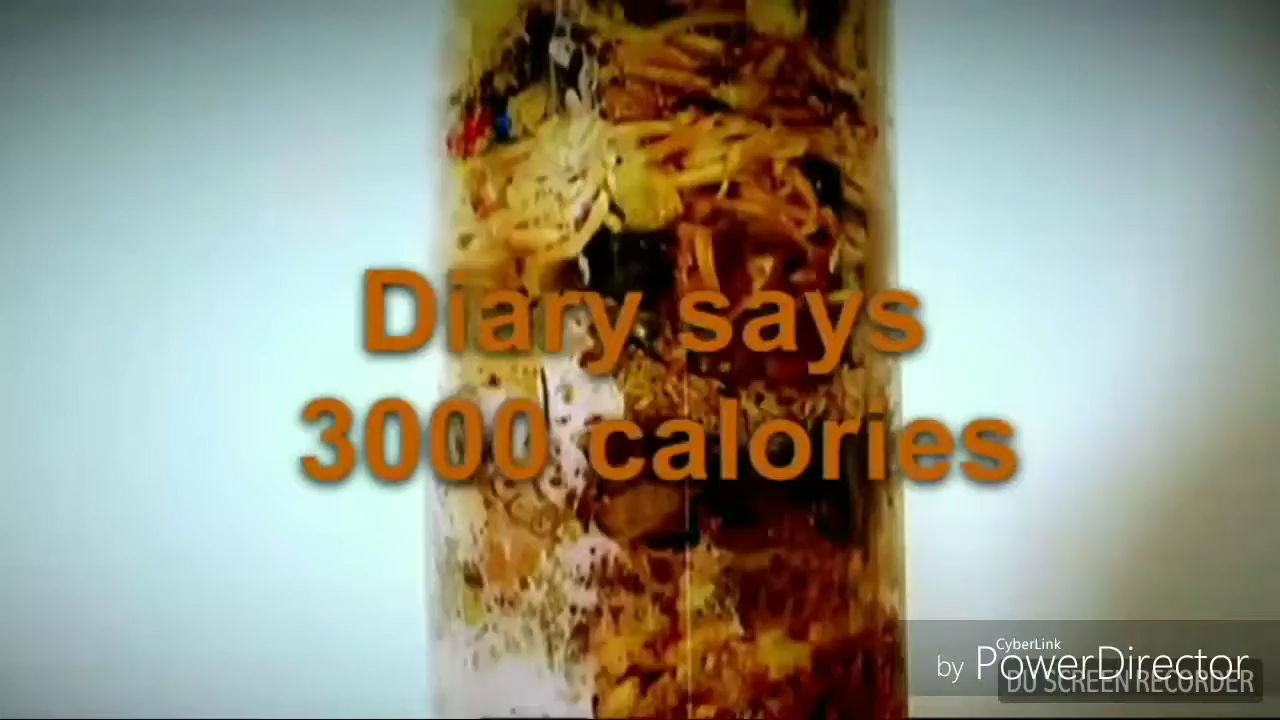 Diary says
3000 calories
CyberLink
by PowerDirector
DU SCREEN RECORDER